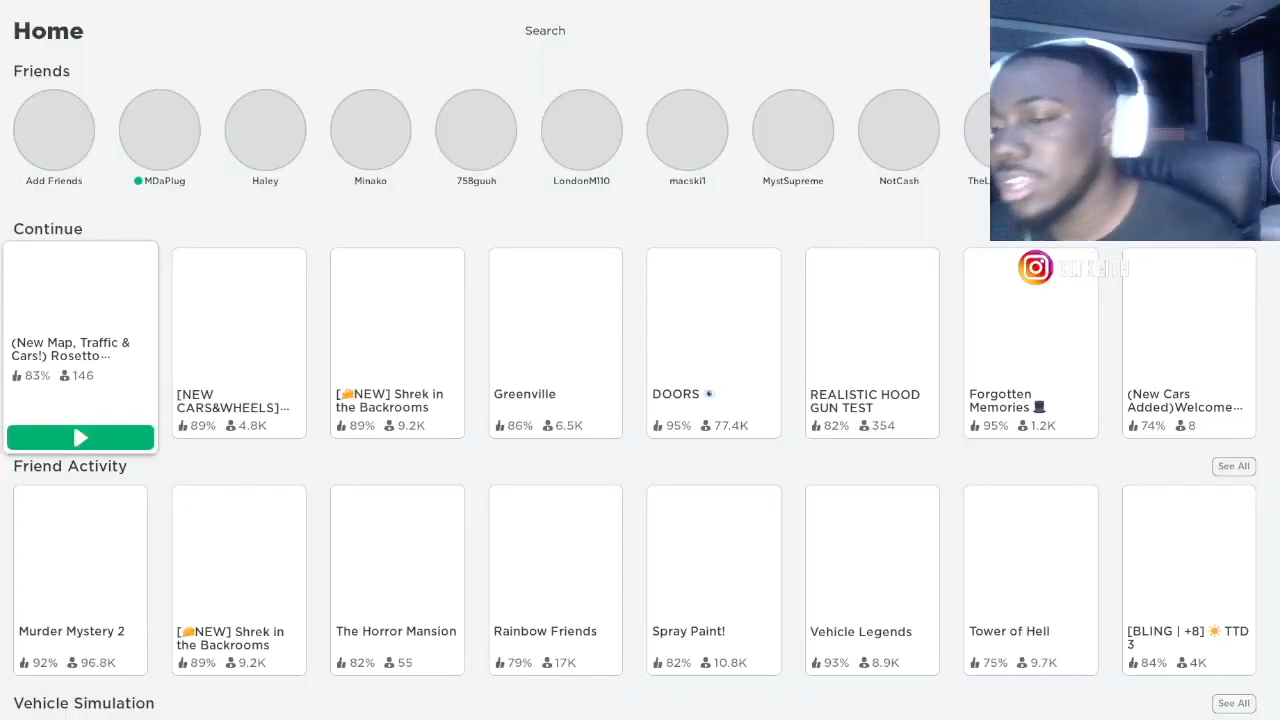 Home
Search
Friends
Add Friends
MDaPlug
Haley
Minako
758guuh
LondonM110
macski1
MystSupreme
NotCash
TheL
Continue
(New Map, Traffic &
Cars!) Rosetto...
83% 146
[NEW
CARS&WHEELS]...
89% 4.8K
[🌮NEW] Shrek in
the Backrooms
89% 9.2K
Greenville
86% 6.5K
DOORS 👁️
95% 77.4K
REALISTIC HOOD
GUN TEST
82% 354
Forgotten
Memories 🎩
95% 1.2K
(New Cars
Added)Welcome...
74% 8
Friend Activity
See All
Murder Mystery 2
92% 96.8K
[🌮NEW] Shrek in
the Backrooms
89% 9.2K
The Horror Mansion
82% 55
Rainbow Friends
79% 17K
Spray Paint!
82% 10.8K
Vehicle Legends
93% 8.9K
Tower of Hell
75% 9.7K
[BLING | +8] ☀️ TTD
3
84% 4K
Vehicle Simulation
See All